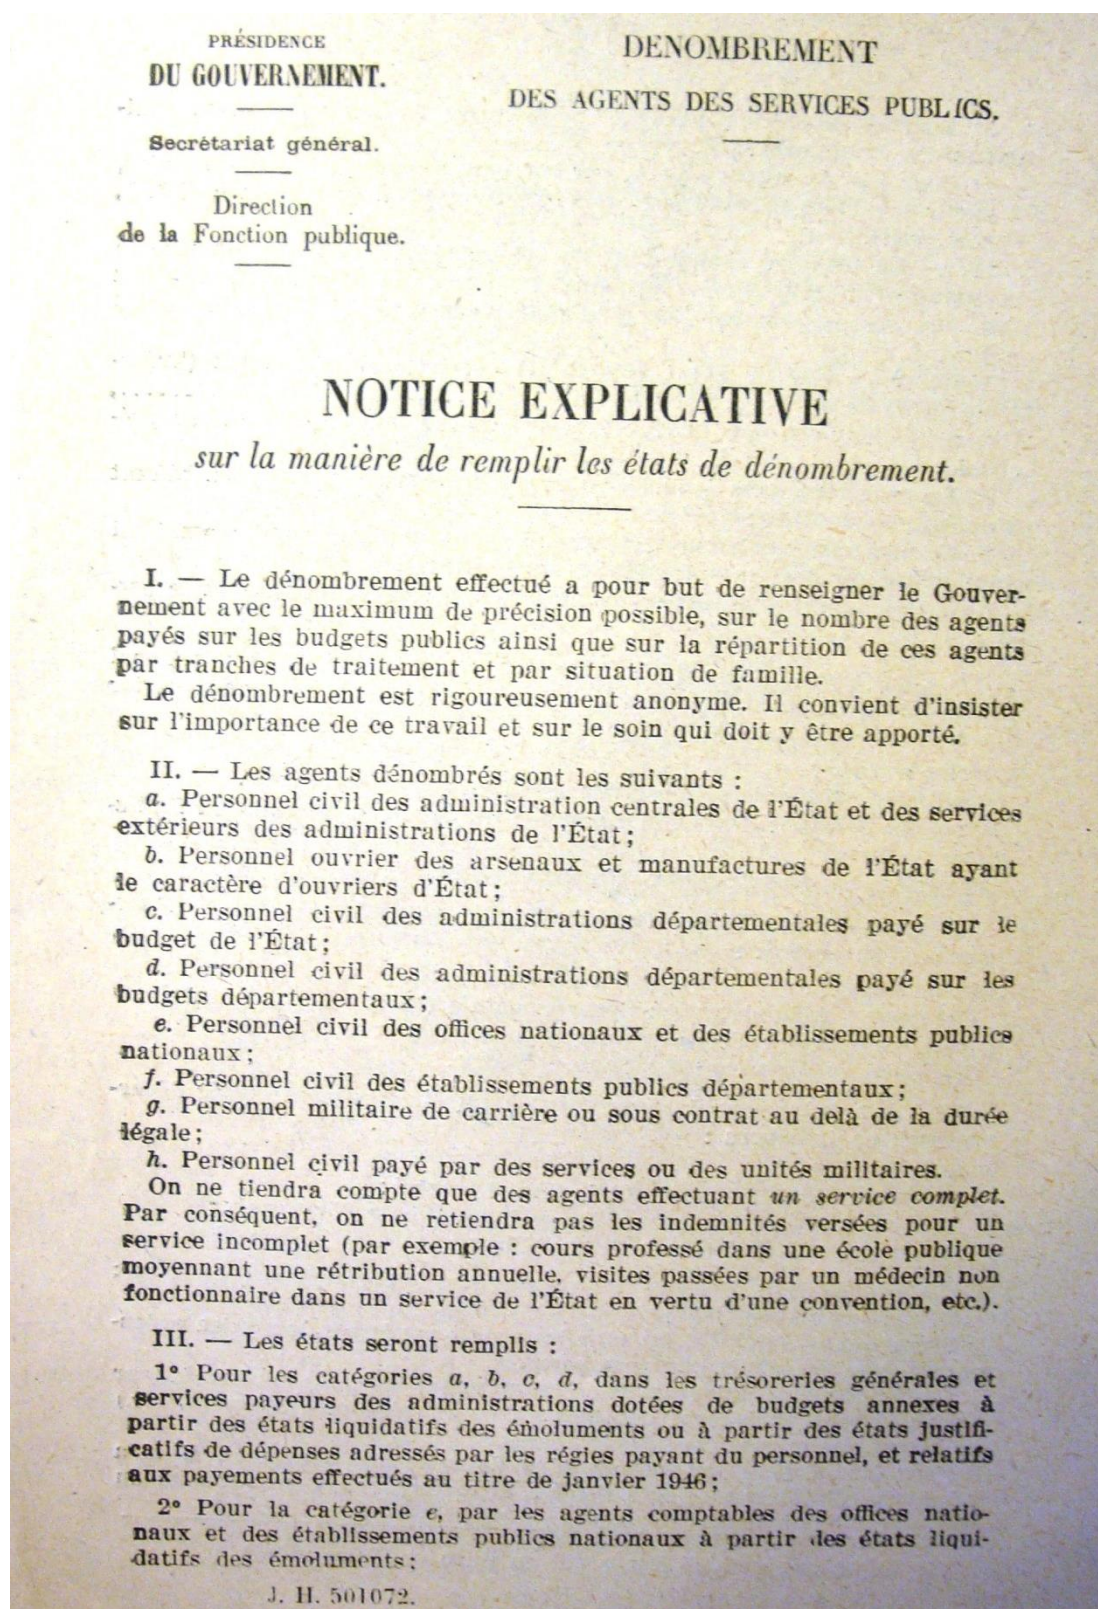 PRÉSIDENCE
DU GOUVERNEMENT.
Secrétariat général.
Direction
de la Fonction publique.
DENOMBREMENT
DES AGENTS DES SERVICES PUBLICS.
NOTICE EXPLICATIVE
sur la manière de remplir les états de dénombrement.
I. — Le dénombrement effectué a pour but de renseigner le Gouver-
nement avec le maximum de précision possible, sur le nombre des agents
payés sur les budgets publics ainsi que sur la répartition de ces agents
par tranches de traitement et par situation de famille.
Le dénombrement est rigoureusement anonyme. Il convient d'insister
sur l'importance de ce travail et sur le soin qui doit y être apporté.
II. — Les agents dénombrés sont les suivants :
a. Personnel civil des administration centrales de l'État et des services
extérieurs des administrations de l'État;
b. Personnel ouvrier des arsenaux et manufactures de l'État ayant
le caractère d'ouvriers d'État;
c. Personnel civil des administrations départementales payé sur le
budget de l'État;
d. Personnel civil des administrations départementales payé sur les
budgets départementaux;
e. Personnel civil des offices nationaux et des établissements publics
nationaux;
f. Personnel civil des établissements publics départementaux;
g. Personnel militaire de carrière ou sous contrat au delà de la durée
légale;
h. Personnel civil payé par des services ou des unités militaires.
On ne tiendra compte que des agents effectuant un service complet.
Par conséquent, on ne retiendra pas les indemnités versées pour un
service incomplet (par exemple : cours professé dans une école publique
moyennant une rétribution annuelle, visites passées par un médecin non
fonctionnaire dans un service de l'État en vertu d'une convention, etc.).
III. — Les états seront remplis :
1° Pour les catégories a, b, c, d, dans les trésoreries générales et
services payeurs des administrations dotées de budgets annexes à
partir des états liquidatifs des émoluments ou à partir des états justifi-
catifs de dépenses adressés par les régies payant du personnel, et relatifs
aux payements effectués au titre de janvier 1946;
2° Pour la catégorie e, par les agents comptables des offices natio-
naux et des établissements publics nationaux à partir des états liqui-
datifs des émoluments;
J. H. 501072.